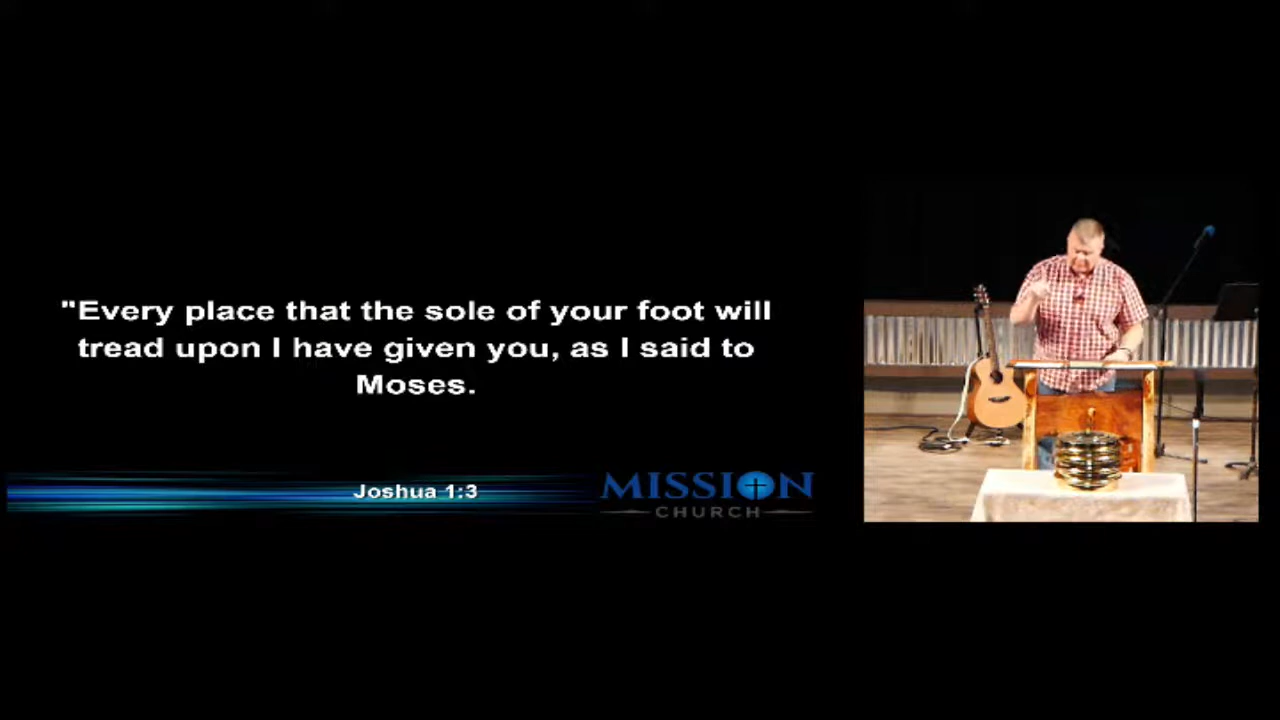 "Every place that the sole of your foot will
tread upon I have given you, as I said to
Moses.
Joshua 1:3
MISSION
CHURCH